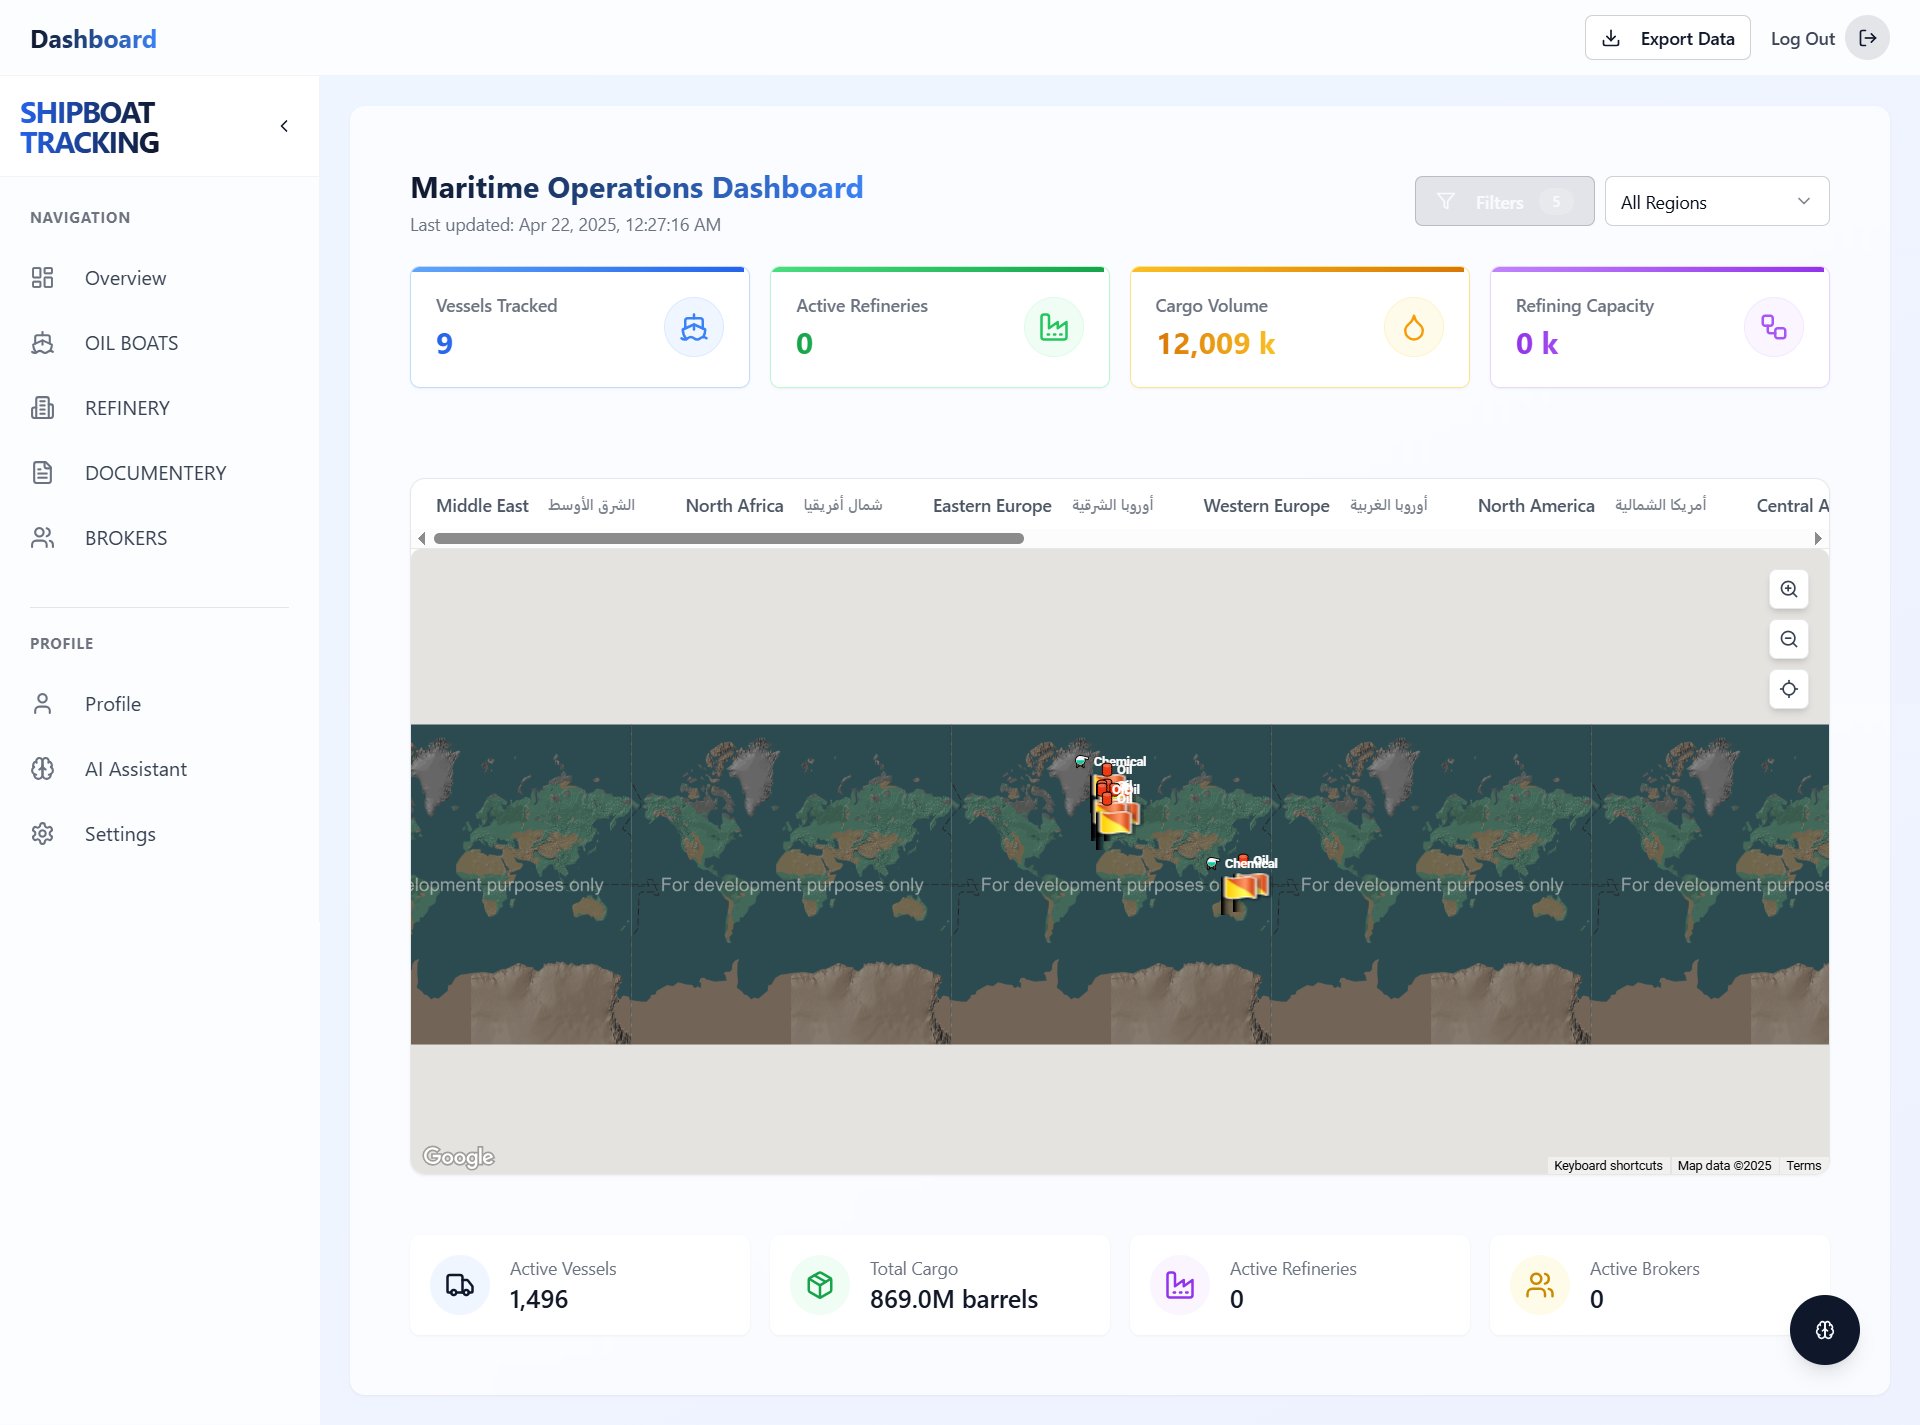 Dashboard
Export Data
Log Out
SHIPBOAT
TRACKING
NAVIGATION
Overview
OIL BOATS
REFINERY
DOCUMENTERY
BROKERS
PROFILE
Profile
AI Assistant
Settings
Maritime Operations Dashboard
Last updated: Apr 22, 2025, 12:27:16 AM
Filters 5
All Regions
Vessels Tracked
9
Active Refineries
0
Cargo Volume
12,009 k
Refining Capacity
0 k
Middle East الشرق الأوسط North Africa شمال أفريقيا Eastern Europe أوروبا الشرقية Western Europe أوروبا الغربية North America أمريكا الشمالية Central A
Chemical
Oil
Oil
Oil
Chemical Oil
elopment purposes only For development purposes only For development purposes o For development purposes only For development purpose
Google
Keyboard shortcuts Map data ©2025 Terms
Active Vessels
1,496
Total Cargo
869.0M barrels
Active Refineries
0
Active Brokers
0